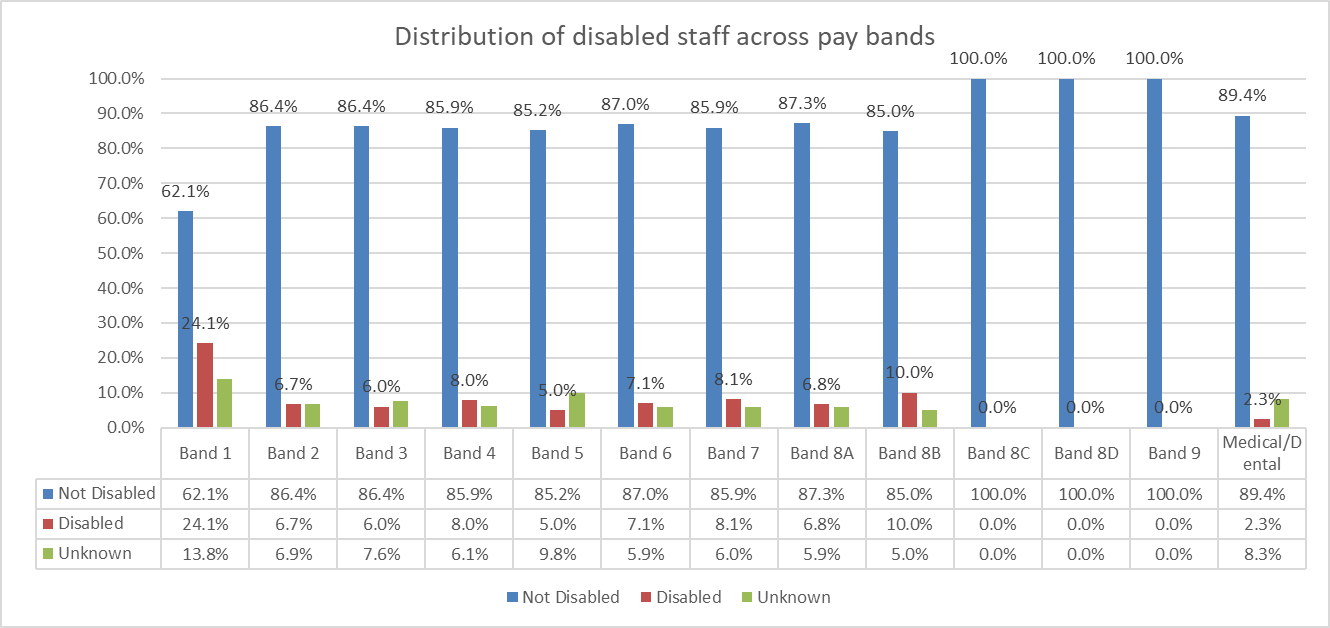 Distribution of disabled staff across pay bands
100.0% 100.0% 100.0%
100.0%
90.0%
80.0%
70.0%
60.0%
50.0%
40.0%
30.0%
20.0%
10.0%
0.0%
62.1% 86.4% 86.4% 85.9% 85.2% 87.0% 85.9% 87.3% 85.0% 89.4%
24.1% 6.7% 6.0% 8.0% 5.0% 7.1% 8.1% 6.8% 10.0% 0.0% 0.0% 0.0% 2.3%
Band 1 Band 2 Band 3 Band 4 Band 5 Band 6 Band 7 Band 8A Band 8B Band 8C Band 8D Band 9 Medical/D
ental
Not Disabled 62.1% 86.4% 86.4% 85.9% 85.2% 87.0% 85.9% 87.3% 85.0% 100.0% 100.0% 100.0% 89.4%
Disabled 24.1% 6.7% 6.0% 8.0% 5.0% 7.1% 8.1% 6.8% 10.0% 0.0% 0.0% 0.0% 2.3%
Unknown 13.8% 6.9% 7.6% 6.1% 9.8% 5.9% 6.0% 5.9% 5.0% 0.0% 0.0% 0.0% 8.3%
Not Disabled Disabled Unknown